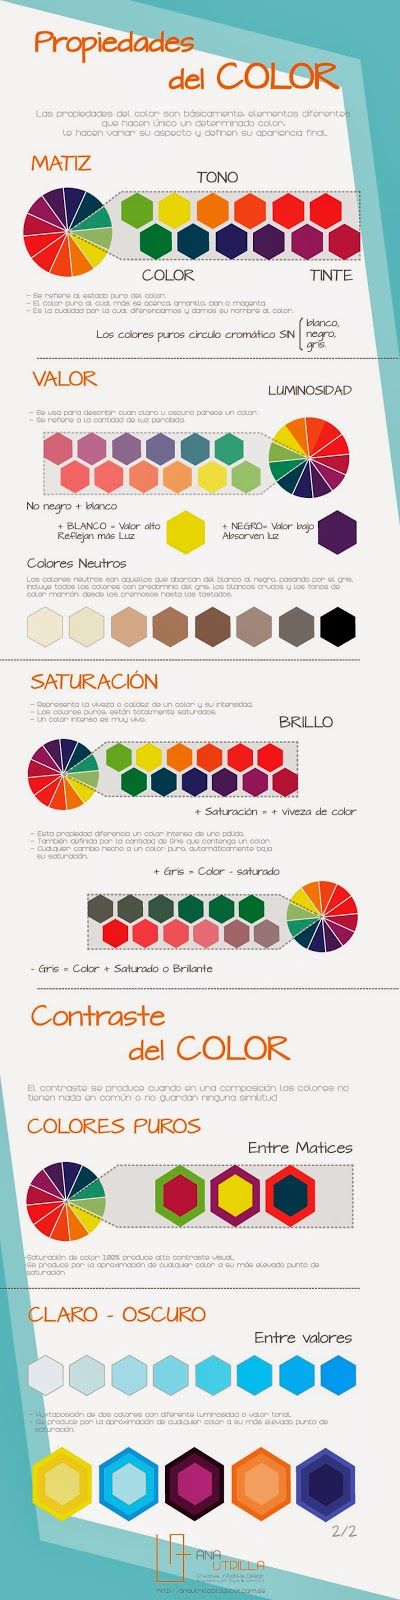 Propiedades
del COLOR
Las propiedades del color son básicamente, elementos diferentes
que hacen único un determinado color,
le hacen variar su aspecto y definen su apariencia final.
MATIZ
TONO
COLOR
TINTE
- Se refiere al estado puro del color.
- El color puro al cual más se acerca, amarillo, cian o magenta.
- Es la cualidad por la cual diferenciamos y damos su nombre al color.
Los colores puros círculo cromático SIN
blanco,
negro,
gris.
VALOR
LUMINOSIDAD
- Se usa para describir cuan claro u oscuro parece un color.
- Se refiere a la cantidad de luz percibida.
No negro + blanco
+ BLANCO = Valor alto
Reflejan más Luz
+ NEGRO= Valor bajo
Absorven luz
Colores Neutros
Los colores neutros son aquellos que abarcan del blanco al negro, pasando por el gris,
incluye todos los colores con predominio del gris, los blancos crudos y los tonos de
color marrón, desde los cremosos hasta los tostados.
SATURACIÓN
- Representa la viveza o calidez de un color y su intensidad.
- Los colores puros, están totalmente saturados.
- Un color intenso es muy vivo.
BRILLO
+ Saturación = + viveza de color
- Esta propiedad diferencia un color intenso de uno pálido.
- También definida por la cantidad de Gris que contenga un color.
- Cualquier cambio hecho a un color puro, automáticamente baja
su saturación.
+ Gris = Color - saturado
- Gris = Color + Saturado o Brillante
Contraste
del COLOR
El contraste se produce cuando en una composición los colores no
tienen nada en común o no guardan ninguna similitud
COLORES PUROS
Entre Matices
-Saturación de color 100% produce alto contraste visual.
-Se produce por la aproximación de cualquier color a su más elevado punto de
saturación
CLARO - OSCURO
Entre valores
- Yuxtaposición de dos colores con diferente luminosidad o valor tonal.
- Se produce por la aproximación de cualquier color a su más elevado punto de
saturación.
2/2
ANA
UTRILLA
Creative, Initiative, Design
http://anautrilla.blogspot.com.es